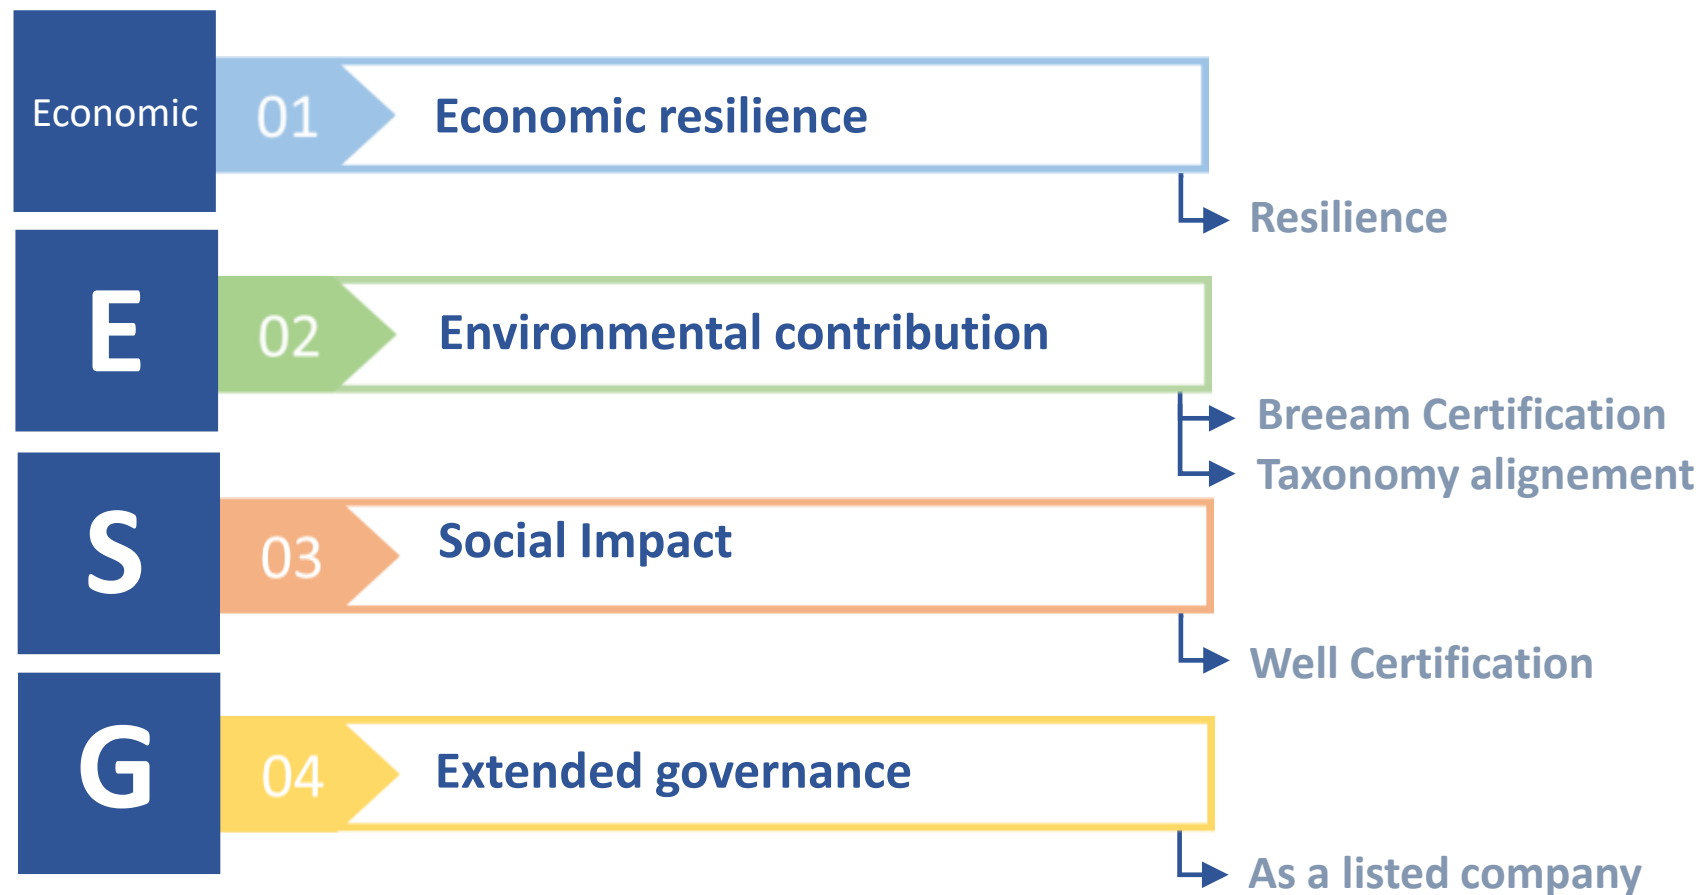 Economic
01
Economic resilience
Resilience
E
02
Environmental contribution
Breeam Certification
Taxonomy alignement
S
03
Social Impact
Well Certification
G
04
Extended governance
As a listed company